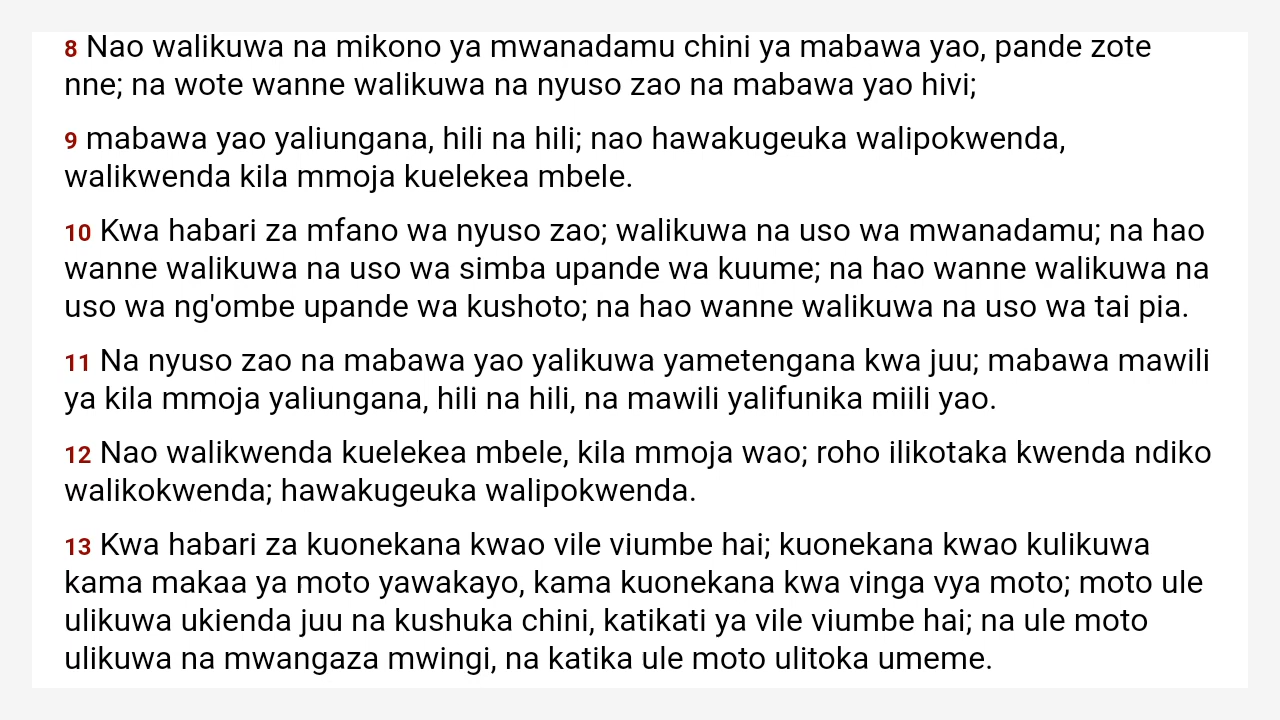 8 Nao walikuwa na mikono ya mwanadamu chini ya mabawa yao, pande zote
nne; na wote wanne walikuwa na nyuso zao na mabawa yao hivi;
9 mabawa yao yaliungana, hili na hili; nao hawakugeuka walipokwenda,
walikwenda kila mmoja kuelekea mbele.
10 Kwa habari za mfano wa nyuso zao; walikuwa na uso wa mwanadamu; na hao
wanne walikuwa na uso wa simba upande wa kuume; na hao wanne walikuwa na
uso wa ng'ombe upande wa kushoto; na hao wanne walikuwa na uso wa tai pia.
11 Na nyuso zao na mabawa yao yalikuwa yametengana kwa juu; mabawa mawili
ya kila mmoja yaliungana, hili na hili, na mawili yalifunika miili yao.
12 Nao walikwenda kuelekea mbele, kila mmoja wao; roho ilikotaka kwenda ndiko
walikokwenda; hawakugeuka walipokwenda.
13 Kwa habari za kuonekana kwao vile viumbe hai; kuonekana kwao kulikuwa
kama makaa ya moto yawakayo, kama kuonekana kwa vinga vya moto; moto ule
ulikuwa ukienda juu na kushuka chini, katikati ya vile viumbe hai; na ule moto
ulikuwa na mwangaza mwingi, na katika ule moto ulitoka umeme.